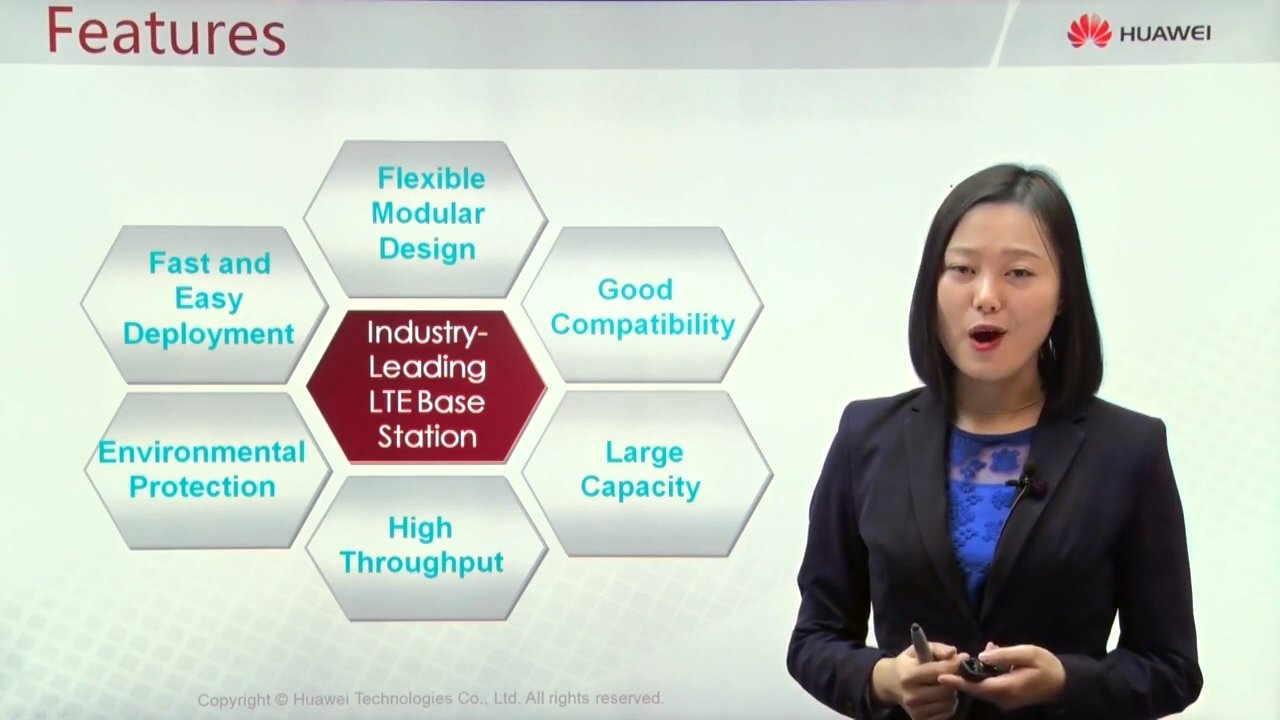 Features
HUAWEI
Flexible
Modular
Design
Fast and
Easy
Deployment
Good
Compatibility
Industry-
Leading
LTE Base
Station
Environmental
Protection
Large
Capacity
High
Throughput
Copyright © Huawei Technologies Co., Ltd. All rights reserved.